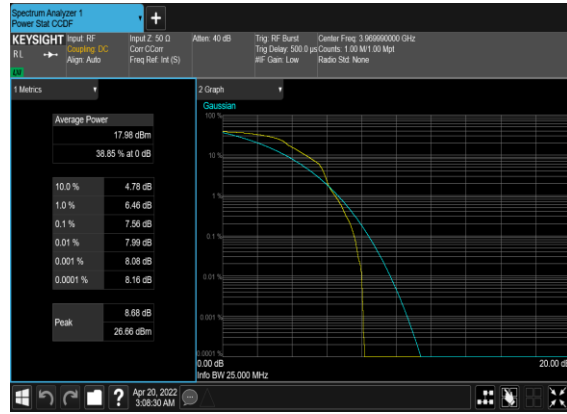 Spectrum Analyzer 1
Power Stat CCDF
KEYSIGHT
RL
Input: RF
Coupling: DC
Align: Auto
Input Z: 50 Ω
Corr CCorr
Freq Ref: Int (S)
Atten: 40 dB
Trig: RF Burst
Trig Delay: 500.0 µs
#IF Gain: Low
Center Freq: 3.969990000 GHz
Counts: 1.00 M/1.00 Mpt
Radio Std: None
1 Metrics
Average Power
17.98 dBm
38.85 % at 0 dB
10.0 % 4.78 dB
1.0 % 6.46 dB
0.1 % 7.56 dB
0.01 % 7.99 dB
0.001 % 8.08 dB
0.0001 % 8.16 dB
Peak
8.68 dB
26.66 dBm
2 Graph
Gaussian
100 %
10 %
1 %
0.1 %
0.01 %
0.001 %
0.0001 %
0.00 dB
20.00 dB
Info BW 25.000 MHz
?
Apr 20, 2022
3:08:30 AM